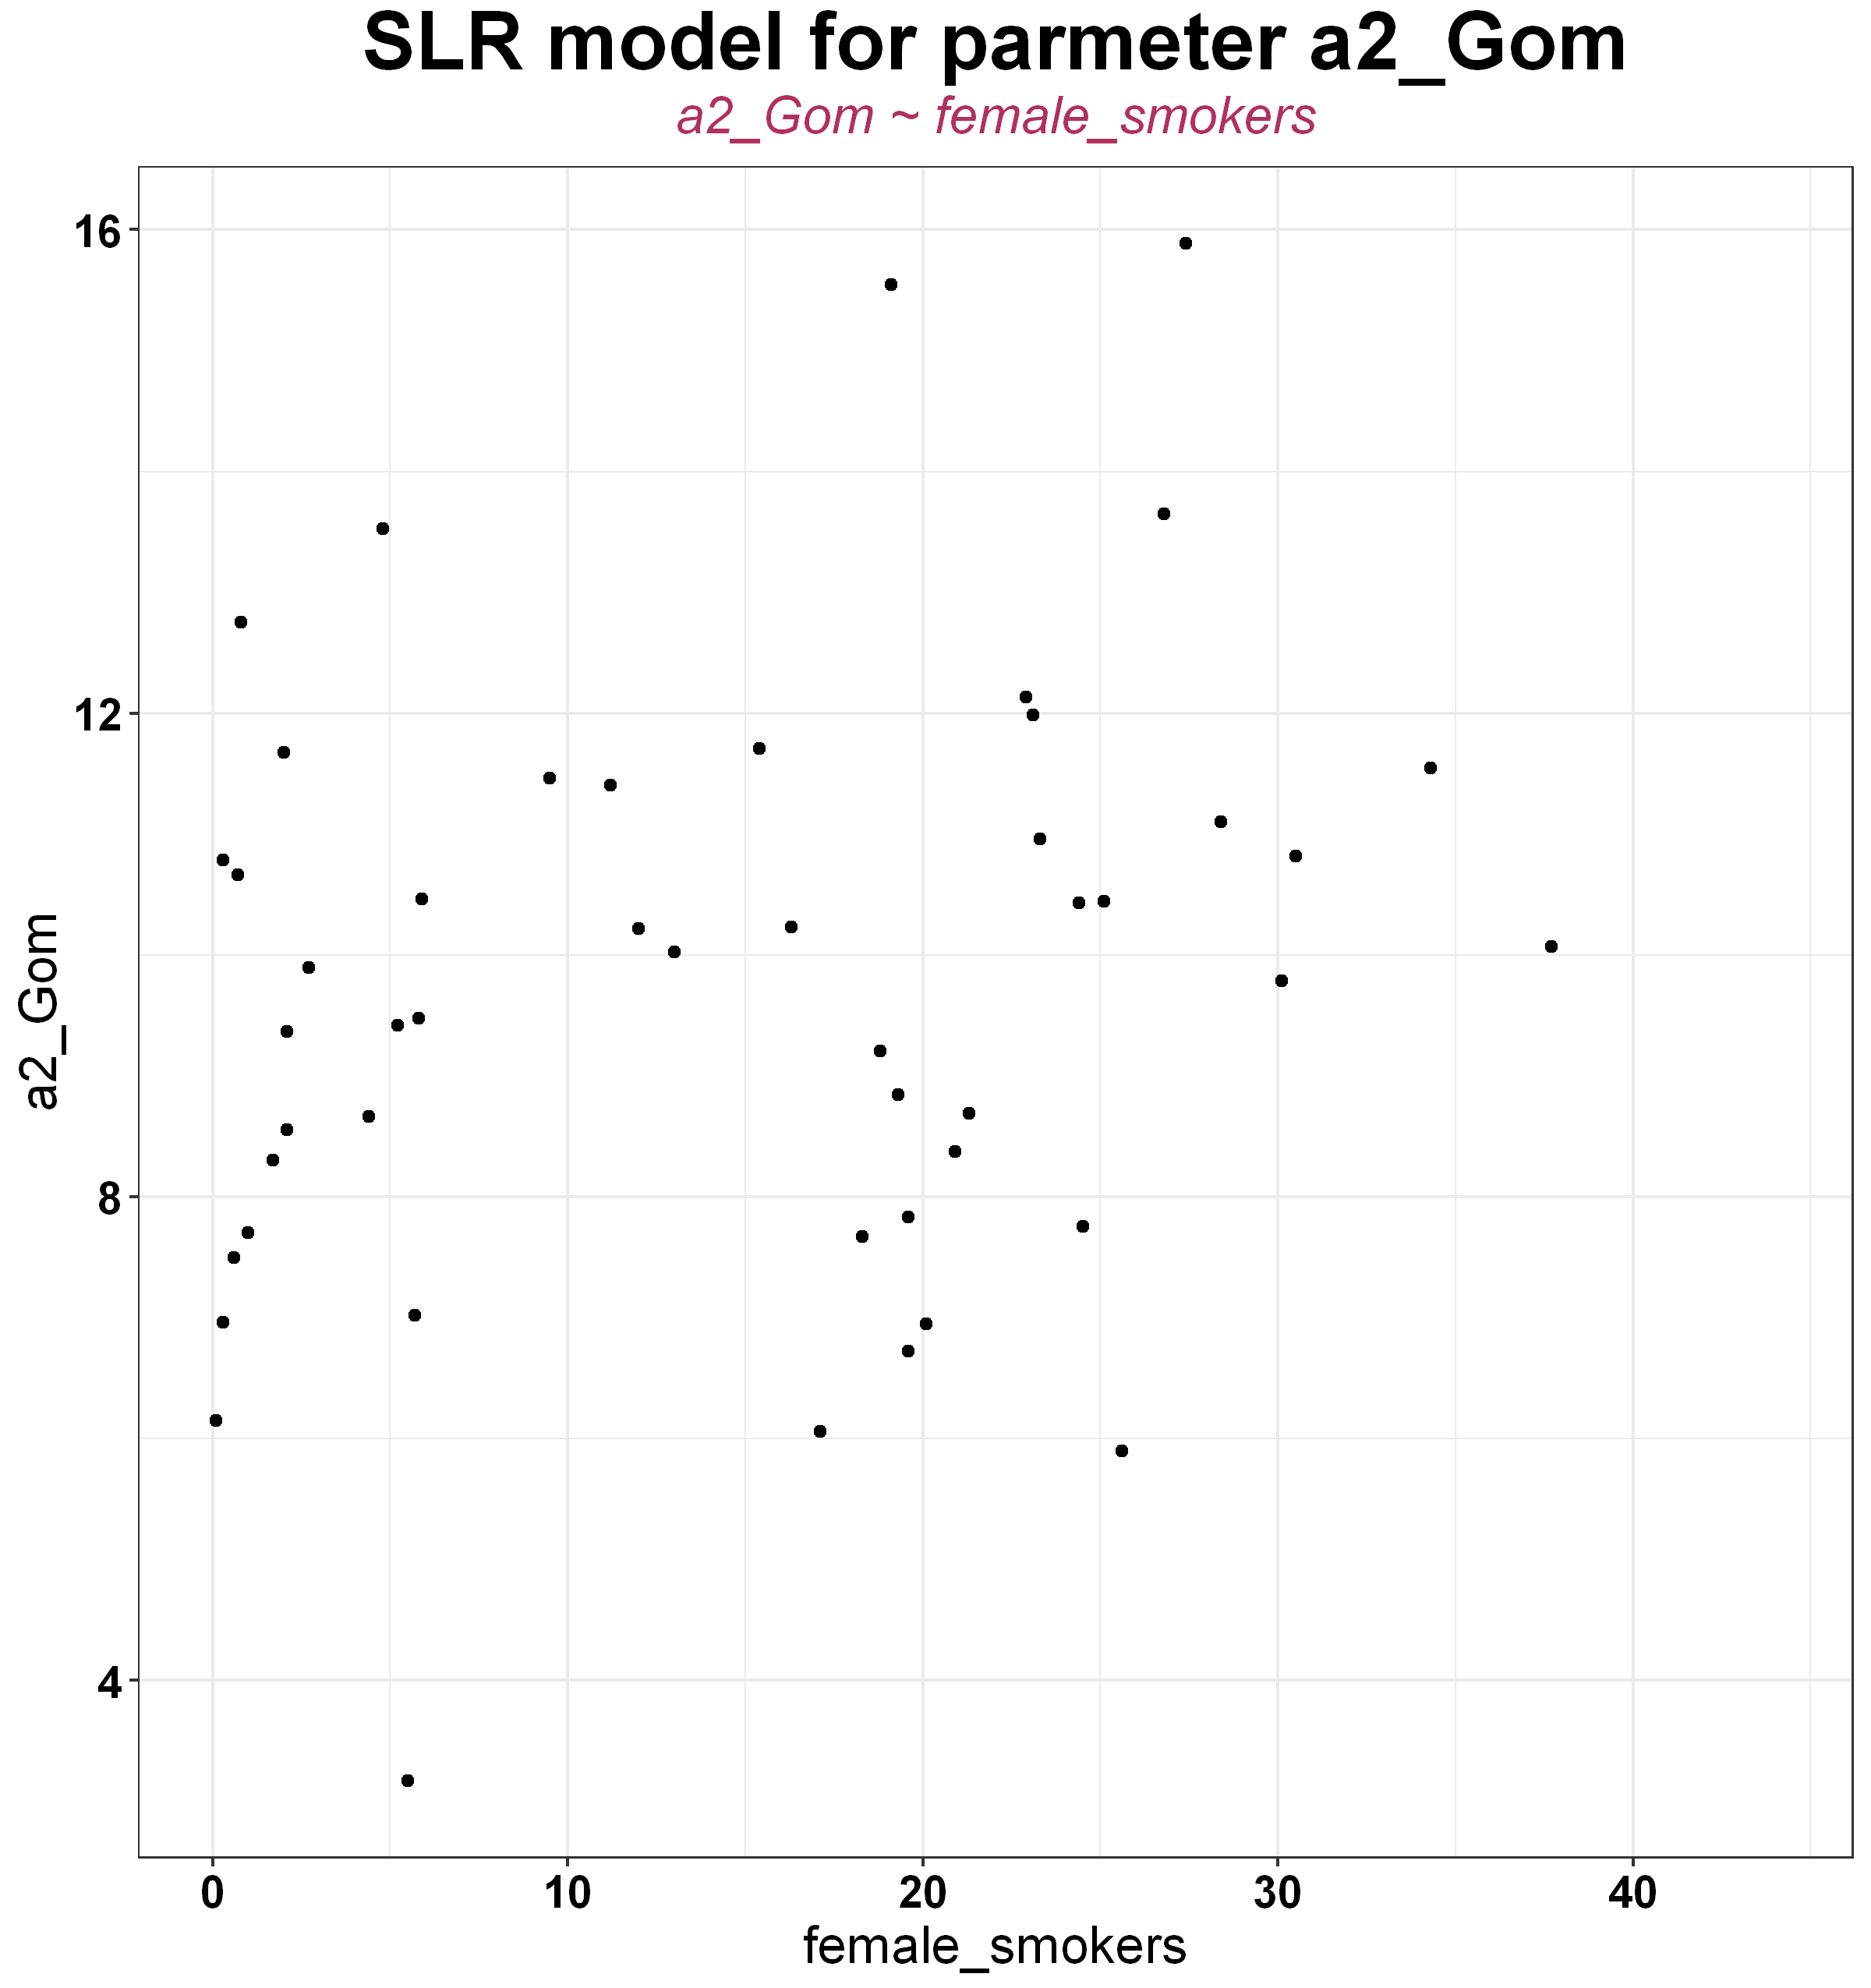 SLR model for parmeter a2_Gom
a2_Gom ~ female_smokers
16
12
8
4
a2_Gom
0 10 20 30 40
female_smokers